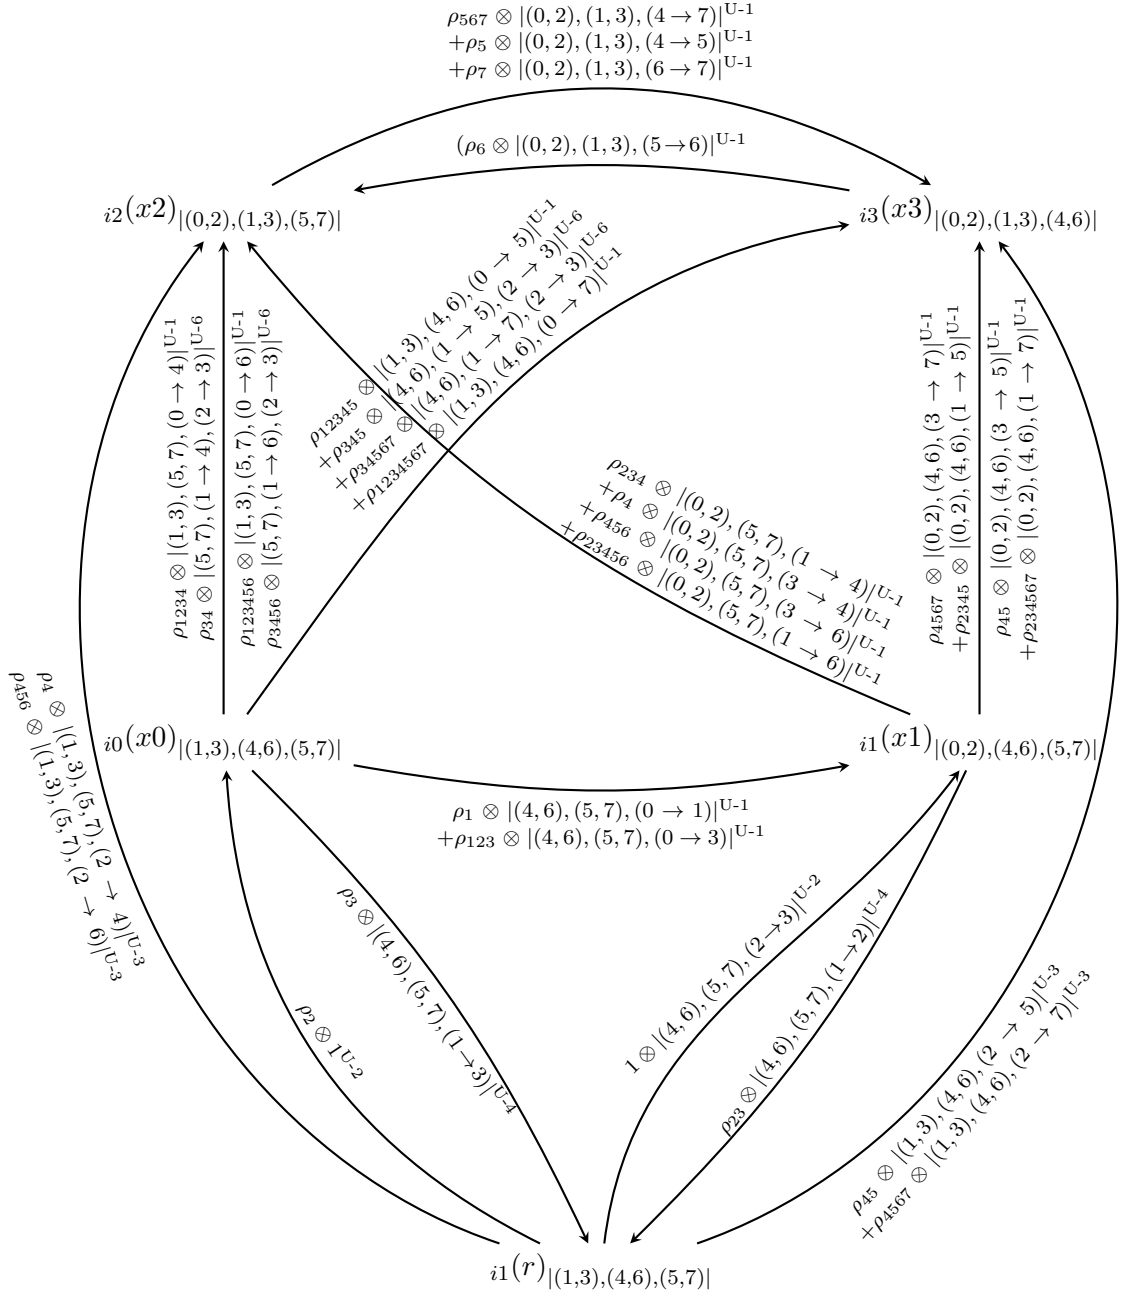 ρ₅₆₇ ⊗ |(0, 2), (1, 3), (4 → 7)|^U-1
+ρ₅ ⊗ |(0, 2), (1, 3), (4 → 5)|^U-1
+ρ₇ ⊗ |(0, 2), (1, 3), (6 → 7)|^U-1
(ρ₆ ⊗ |(0, 2), (1, 3), (5 → 6)|^U-1
i2(x2)|(0,2),(1,3),(5,7)|
i3(x3)|(0,2),(1,3),(4,6)|
ρ₁₂₃₄ ⊗ |(1, 3), (5, 7), (0 → 4)|^U-1
ρ₃₄ ⊗ |(5, 7), (1 → 4), (2 → 3)|^U-6
ρ₁₂₃₄₅₆ ⊗ |(1, 3), (5, 7), (0 → 6)|^U-1
ρ₃₄₅₆ ⊗ |(5, 7), (1 → 6), (2 → 3)|^U-6
ρ₁₂₃₄₅ ⊗ |(1, 3), (4, 6), (0 → 5)|^U-1
+ρ₃₄₅ ⊗ |(4, 6), (1 → 5), (2 → 3)|^U-6
+ρ₃₄₅₆₇ ⊗ |(4, 6), (1 → 7), (2 → 3)|^U-6
+ρ₁₂₃₄₅₆₇ ⊗ |(1, 3), (4, 6), (0 → 7)|^U-1
ρ₂₃₄ ⊗ |(0, 2), (5, 7), (1 → 4)|^U-1
+ρ₄ ⊗ |(0, 2), (5, 7), (3 → 4)|^U-1
+ρ₄₅₆ ⊗ |(0, 2), (5, 7), (3 → 6)|^U-1
+ρ₂₃₄₅₆ ⊗ |(0, 2), (5, 7), (1 → 6)|^U-1
ρ₄₅₆₇ ⊗ |(0, 2), (4, 6), (3 → 7)|^U-1
+ρ₂₃₄₅ ⊗ |(0, 2), (4, 6), (1 → 5)|^U-1
ρ₄₅ ⊗ |(0, 2), (4, 6), (3 → 5)|^U-1
+ρ₂₃₄₅₆₇ ⊗ |(0, 2), (4, 6), (1 → 7)|^U-1
i0(x0)|(1,3),(4,6),(5,7)|
i1(x1)|(0,2),(4,6),(5,7)|
ρ₁ ⊗ |(4, 6), (5, 7), (0 → 1)|^U-1
+ρ₁₂₃ ⊗ |(4, 6), (5, 7), (0 → 3)|^U-1
ρ₄ ⊗ |(1, 3), (5, 7), (2 → 4)|^U-3
ρ₄₅₆ ⊗ |(1, 3), (5, 7), (2 → 6)|^U-3
ρ₂ ⊗ 1^U-2
ρ₃ ⊗ |(4, 6), (5, 7), (1 → 3)|^U-4
1 ⊗ |(4, 6), (5, 7), (2 → 3)|^U-2
ρ₂₃ ⊗ |(4, 6), (5, 7), (1 → 2)|^U-4
ρ₄₅ ⊗ |(1, 3), (4, 6), (2 → 5)|^U-3
+ρ₄₅₆₇ ⊗ |(1, 3), (4, 6), (2 → 7)|^U-3
i1(r)|(1,3),(4,6),(5,7)|